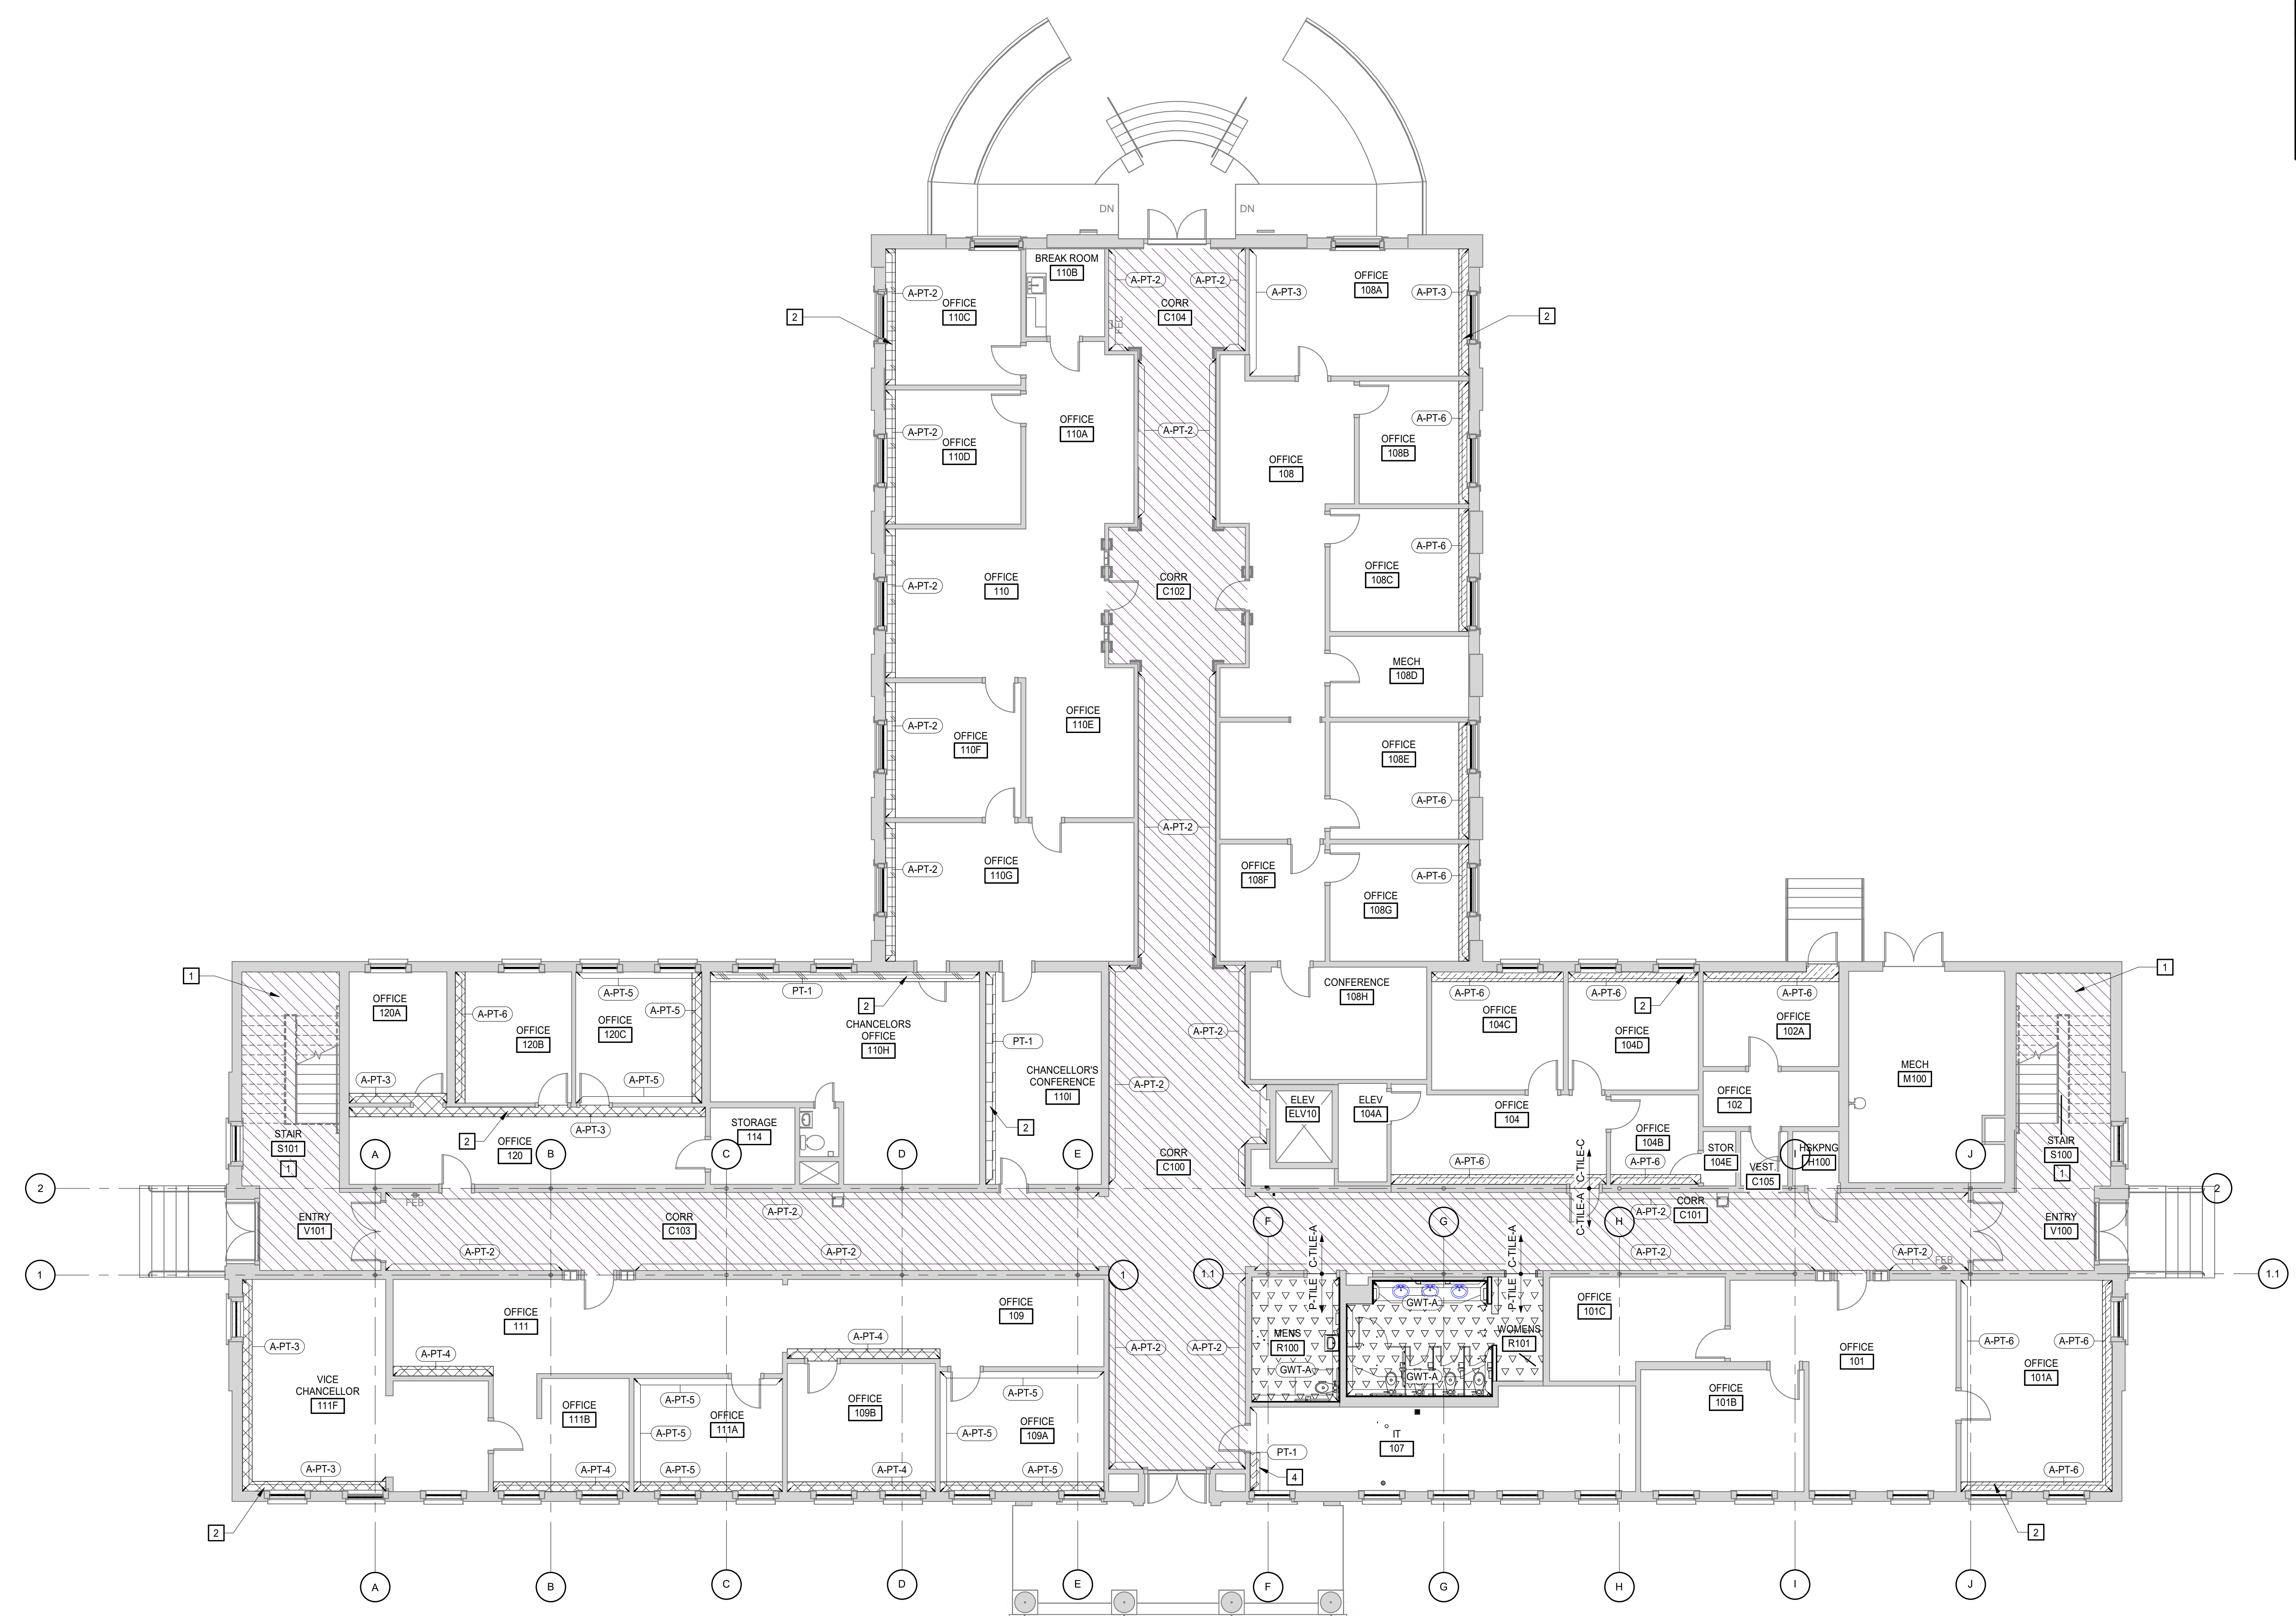 DN
DN
BREAK ROOM
110B
A-PT-2
A-PT-2
OFFICE
108A
A-PT-2
OFFICE
110C
A-PT-3
A-PT-3
CORR
C104
2
2
FEC
OFFICE
110A
A-PT-2
OFFICE
110D
A-PT-2
A-PT-6
OFFICE
108B
OFFICE
108
A-PT-6
OFFICE
110
A-PT-2
CORR
C102
OFFICE
108C
MECH
108D
OFFICE
110E
A-PT-2
OFFICE
110F
OFFICE
108E
A-PT-6
A-PT-2
OFFICE
110G
A-PT-2
OFFICE
108F
A-PT-6
OFFICE
108G
1
1
OFFICE
120A
A-PT-6
OFFICE
120B
A-PT-5
A-PT-5
OFFICE
120C
PT-1
2
CHANCELORS
OFFICE
110H
PT-1
CHANCELLOR'S
CONFERENCE
110I
A-PT-2
CONFERENCE
108H
A-PT-6
OFFICE
104C
A-PT-6
2
OFFICE
104D
A-PT-6
OFFICE
102A
MECH
M100
A-PT-3
A-PT-5
A-PT-2
ELEV
ELV10
ELEV
104A
OFFICE
104
OFFICE
102
2
A-PT-3
STORAGE
114
2
OFFICE
104B
STOR
104E
VEST.
C105
HSKPNG
H100
STAIR
S101
1
OFFICE
120
A
B
C
D
E
CORR
C100
A-PT-6
A-PT-6
C-TILE-C
I
J
STAIR
S100
1
2
2
FEB
A-PT-2
C-TILE-A
A-PT-2
CORR
C101
ENTRY
V101
CORR
C103
F
G
H
ENTRY
V100
A-PT-2
A-PT-2
C-TILE-A
C-TILE-A
A-PT-2
A-PT-2
FEB
1
1
1.1
1.1
P-TILE
P-TILE
GWT-A
OFFICE
111
OFFICE
109
OFFICE
101C
A-PT-3
A-PT-4
A-PT-4
A-PT-2
A-PT-2
MENS
R100
GWT-A
GWT-A
WOMENS
R101
OFFICE
101
A-PT-6
A-PT-6
OFFICE
101A
VICE
CHANCELLOR
111F
OFFICE
111B
A-PT-5
A-PT-5
OFFICE
111A
OFFICE
109B
A-PT-5
A-PT-5
OFFICE
109A
OFFICE
101B
IT
107
PT-1
A-PT-3
A-PT-4
A-PT-5
A-PT-4
A-PT-5
4
A-PT-6
2
2
A
B
C
D
E
F
G
H
I
J